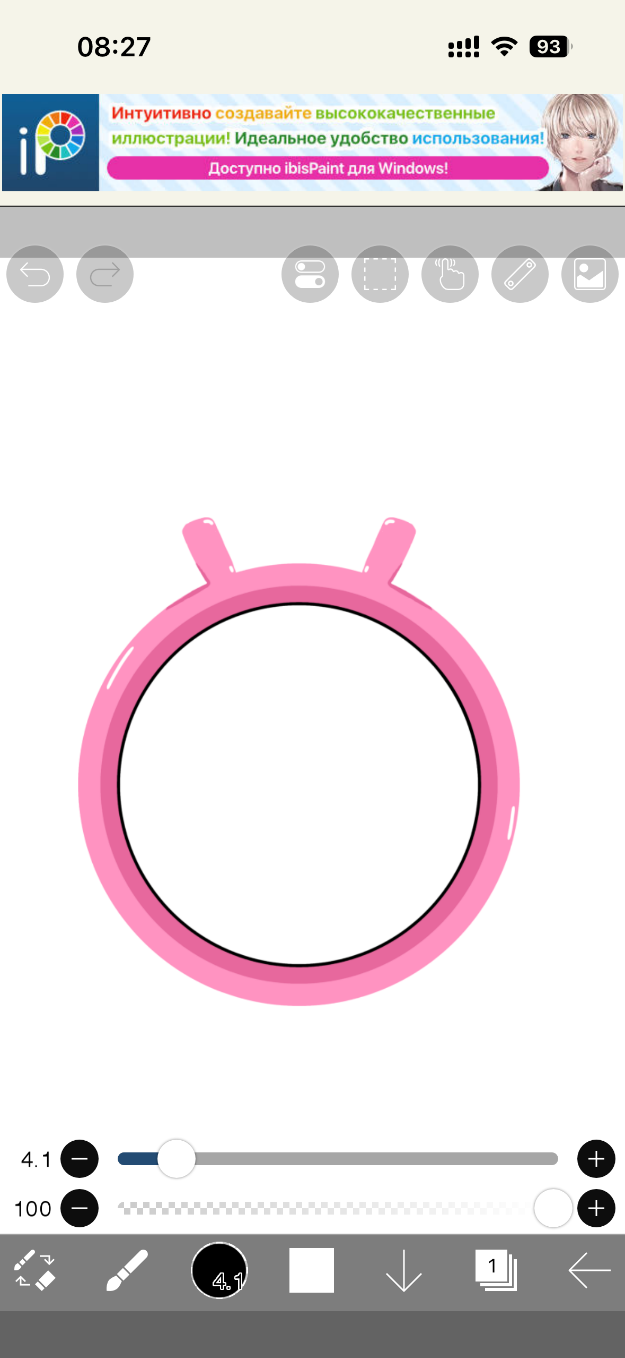 08:27
93
ip
Интуитивно создавайте высококачественные
иллюстрации! Идеальное удобство использования!
Доступно ibisPaint для Windows!
4.1
100
4.1
1